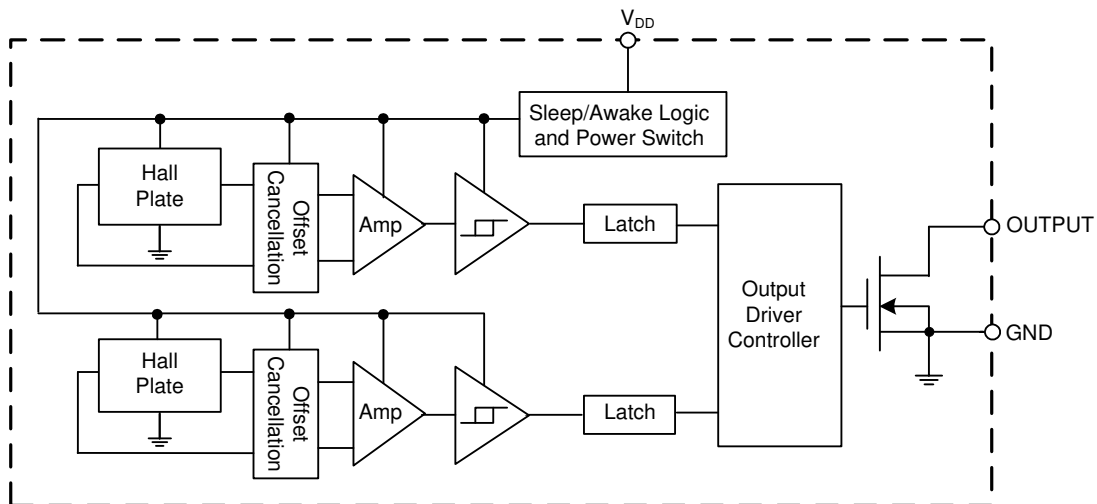 VDD
Sleep/Awake Logic
and Power Switch
Hall
Plate
Offset
Cancellation
Amp
Latch
OUTPUT
Output
Driver
Controller
GND
Hall
Plate
Offset
Cancellation
Amp
Latch